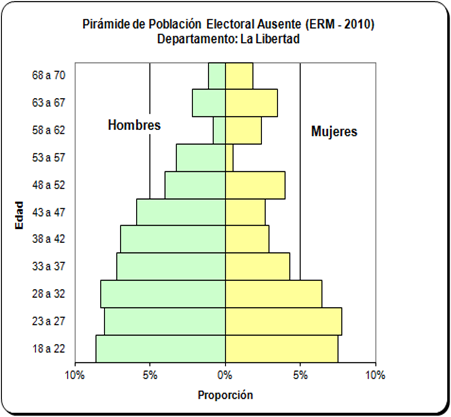 Pirámide de Población Electoral Ausente (ERM - 2010)
Departamento: La Libertad
Hombres
Mujeres
Edad
68 a 70
63 a 67
58 a 62
53 a 57
48 a 52
43 a 47
38 a 42
33 a 37
28 a 32
23 a 27
18 a 22
10% 5% 0% 5% 10%
Proporción